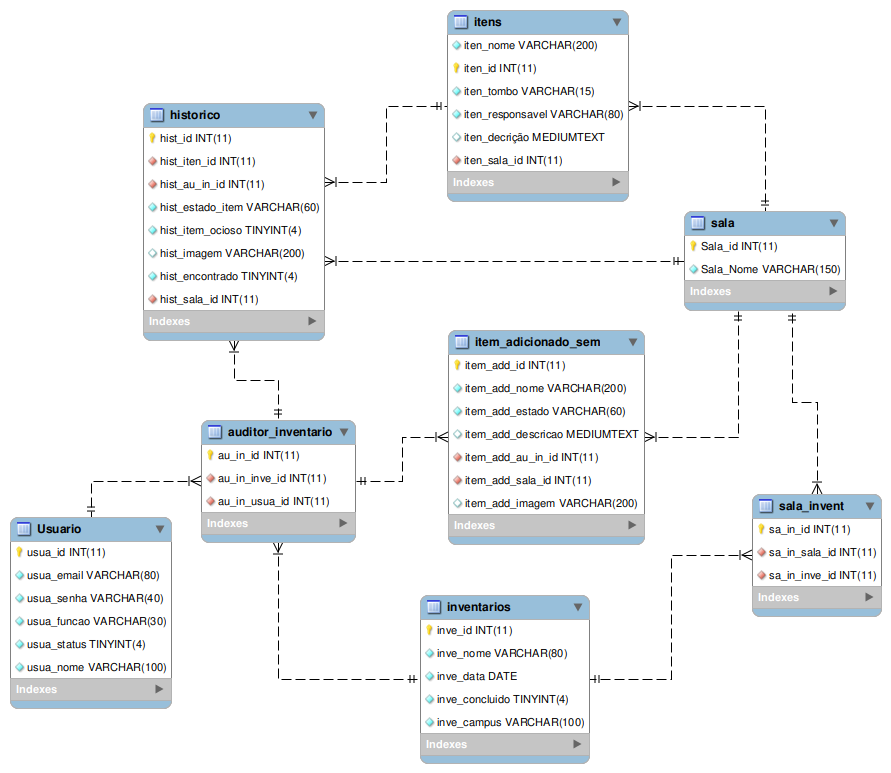 itens
iten_nome VARCHAR(200)
iten_id INT(11)
iten_tombo VARCHAR(15)
iten_responsavel VARCHAR(80)
iten_decrição MEDIUMTEXT
iten_sala_id INT(11)
Indexes
historico
hist_id INT(11)
hist_iten_id INT(11)
hist_au_in_id INT(11)
hist_estado_item VARCHAR(60)
hist_item_ocioso TINYINT(4)
hist_imagem VARCHAR(200)
hist_encontrado TINYINT(4)
hist_sala_id INT(11)
Indexes
sala
Sala_id INT(11)
Sala_Nome VARCHAR(150)
Indexes
item_adicionado_sem
item_add_id INT(11)
item_add_nome VARCHAR(200)
item_add_estado VARCHAR(60)
item_add_descricao MEDIUMTEXT
item_add_au_in_id INT(11)
item_add_sala_id INT(11)
item_add_imagem VARCHAR(200)
Indexes
auditor_inventario
au_in_id INT(11)
au_in_inve_id INT(11)
au_in_usua_id INT(11)
Indexes
Usuario
usua_id INT(11)
usua_email VARCHAR(80)
usua_senha VARCHAR(40)
usua_funcao VARCHAR(30)
usua_status TINYINT(4)
usua_nome VARCHAR(100)
Indexes
sala_invent
sa_in_id INT(11)
sa_in_sala_id INT(11)
sa_in_inve_id INT(11)
Indexes
inventarios
inve_id INT(11)
inve_nome VARCHAR(80)
inve_data DATE
inve_concluido TINYINT(4)
inve_campus VARCHAR(100)
Indexes